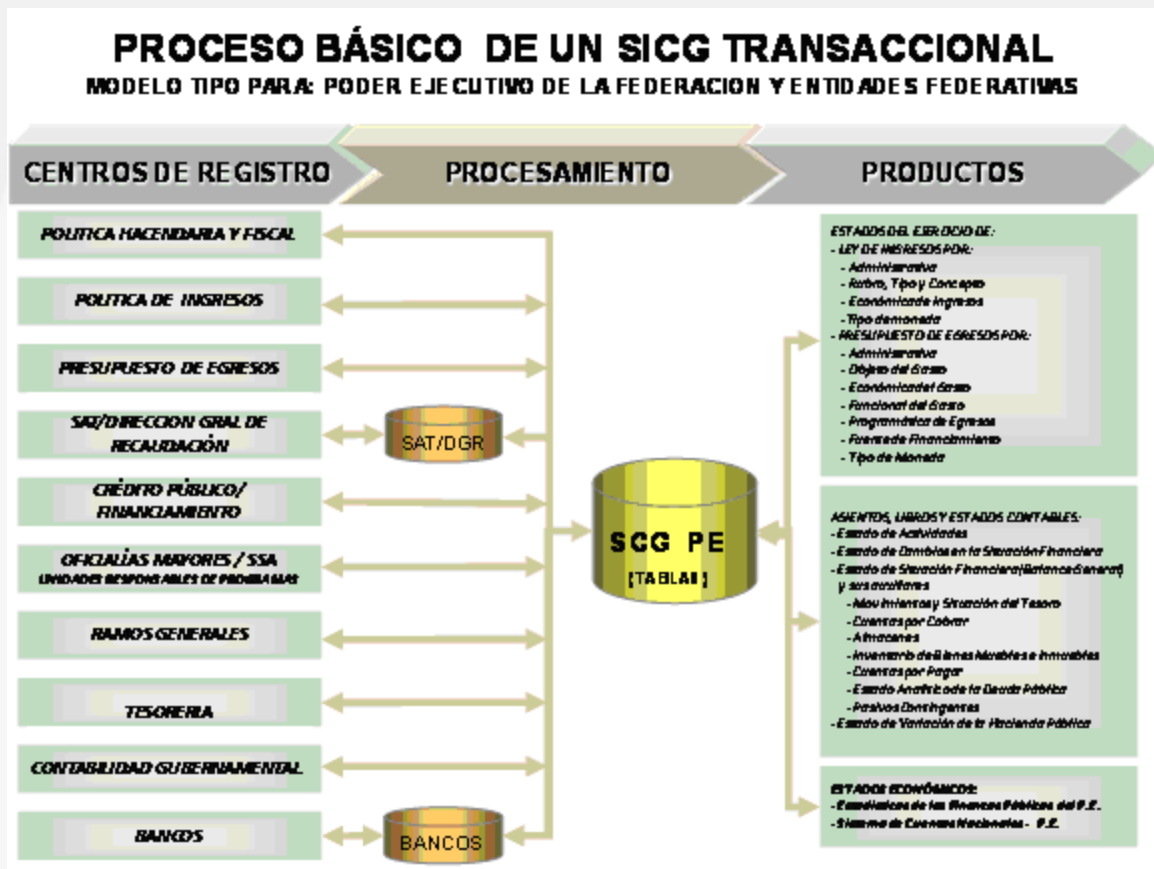 PROCESO BÁSICO DE UN SICG TRANSACCIONAL
MODELO TIPO PARA: PODER EJECUTIVO DE LA FEDERACION Y ENTIDADES FEDERATIVAS
CENTROS DE REGISTRO
PROCESAMIENTO
PRODUCTOS
POLITICA HACENDARIA Y FISCAL
POLITICA DE INGRESOS
PRESUPUESTO DE EGRESOS
SAT/DIRECCION GRAL DE
RECAUDACIÓN
CRÉDITO PÚBLICO/
FINANCIAMIENTO
OFICIALÍAS MAYORES / SSA
UNIDADES RESPONSABLES DE PROGRAMAS
RAMOS GENERALES
TESORERIA
CONTABILIDAD GUBERNAMENTAL
BANCOS
SAT/DGR
BANCOS
SCG PE
(TABLAS)
ESTADOS DEL EJERCICIO DE:
- LEY DE INGRESOS POR:
- Administrativa
- Rubro, Tipo y Concepto
- Económica de Ingresos
- Tipo de moneda
- PRESUPUESTO DE EGRESOS POR:
- Administrativa
- Objeto del Gasto
- Económica del Gasto
- Funcional del Gasto
- Programática de Egresos
- Fuente de Financiamiento
- Tipo de Moneda
ASIENTOS, LIBROS Y ESTADOS CONTABLES:
- Estado de Actividades
- Estado de Cambios en la Situación Financiera
- Estado de Situación Financiera (Balance General)
y sus auxiliares
- Movimientos y Situación del Tesoro
- Cuentas por Cobrar
- Almacenes
- Inventario de Bienes Muebles e Inmuebles
- Cuentas por Pagar
- Estado Analítico de la Deuda Pública
- Pasivos Contingentes
- Estado de Variación de la Hacienda Pública
ESTADOS ECONÓMICOS:
- Estadísticas de las Finanzas Públicas del P.E.
- Sistema de Cuentas Nacionales - P.E.